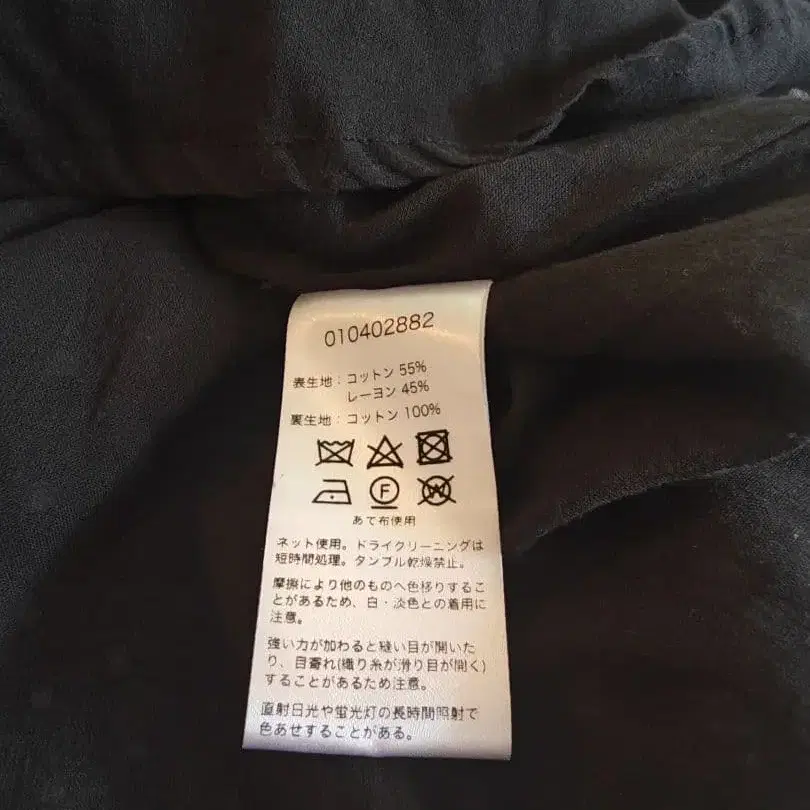 010402882
表生地：コットン 55%
レーヨン 45%
裏生地：コットン 100%
F
W
あて布使用
ネット使用。ドライクリーニングは
短時間処理。タンブル乾燥禁止。
摩擦により他のものへ色移りするこ
とがあるため、白・淡色との着用に
注意。
強い力が加わると縫い目が開いた
り、目寄れ(織り糸が滑り目が開く)
することがあるため注意。
直射日光や蛍光灯の長時間照射で
色あせすることがある。